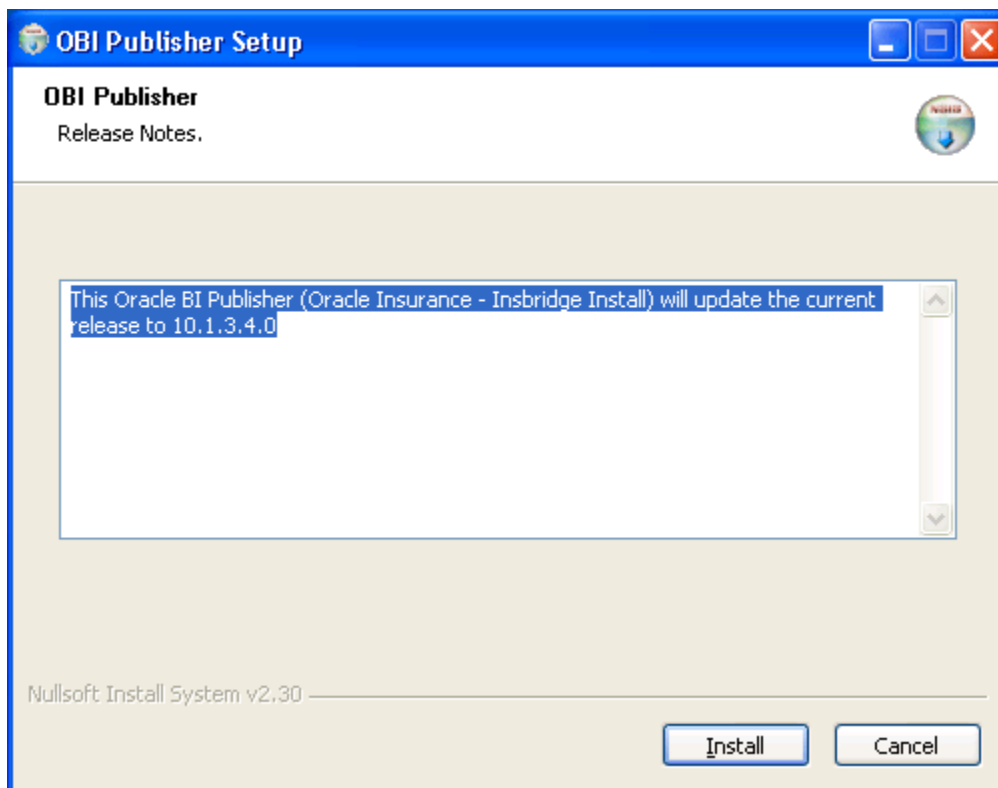 OBI Publisher Setup
OBI Publisher
Release Notes.
This Oracle BI Publisher (Oracle Insurance - Insbridge Install) will update the current
release to 10.1.3.4.0
Nullsoft Install System v2.30
Install
Cancel